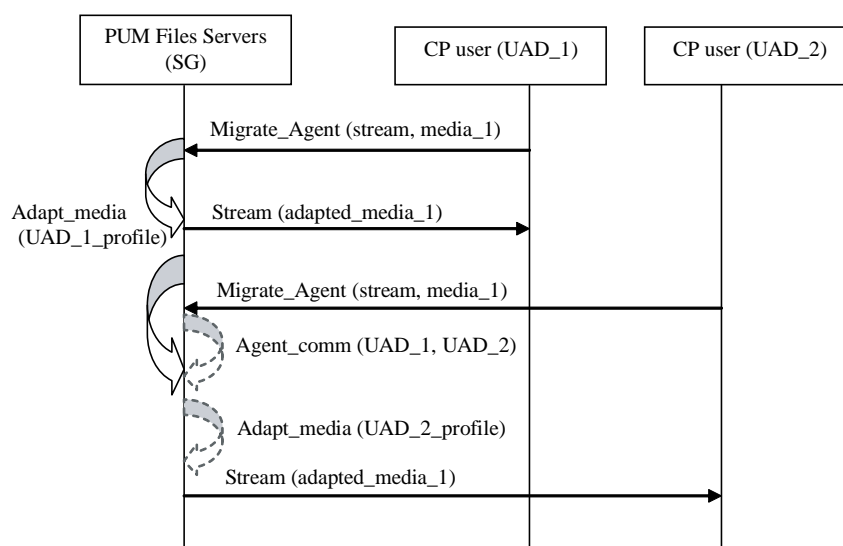 PUM Files Servers
(SG)
CP user (UAD_1)
CP user (UAD_2)
Migrate_Agent (stream, media_1)
Adapt_media
(UAD_1_profile)
Stream (adapted_media_1)
Migrate_Agent (stream, media_1)
Agent_comm (UAD_1, UAD_2)
Adapt_media (UAD_2_profile)
Stream (adapted_media_1)